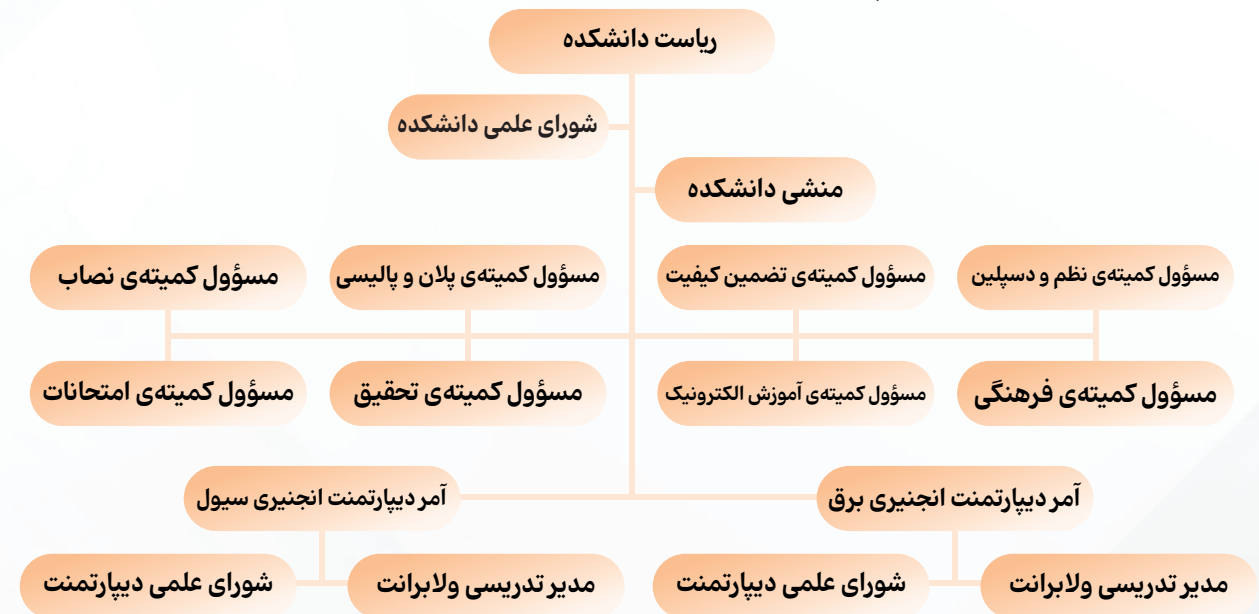 ریاست دانشکده
شورای علمی دانشکده
منشی دانشکده
مسؤول کمیته‌ی نظم و دسپلین
مسؤول کمیته‌ی تضمین کیفیت
مسؤول کمیته‌ی پلان و پالیسی
مسؤول کمیته‌ی نصاب
مسؤول کمیته‌ی فرهنگی
مسؤول کمیته‌ی آموزش الکترونیک
مسؤول کمیته‌ی تحقیق
مسؤول کمیته‌ی امتحانات
آمر دیپارتمنت انجنیری برق
آمر دیپارتمنت انجنیری سیول
مدیر تدریسی ولابرانت
شورای علمی دیپارتمنت
مدیر تدریسی ولابرانت
شورای علمی دیپارتمنت